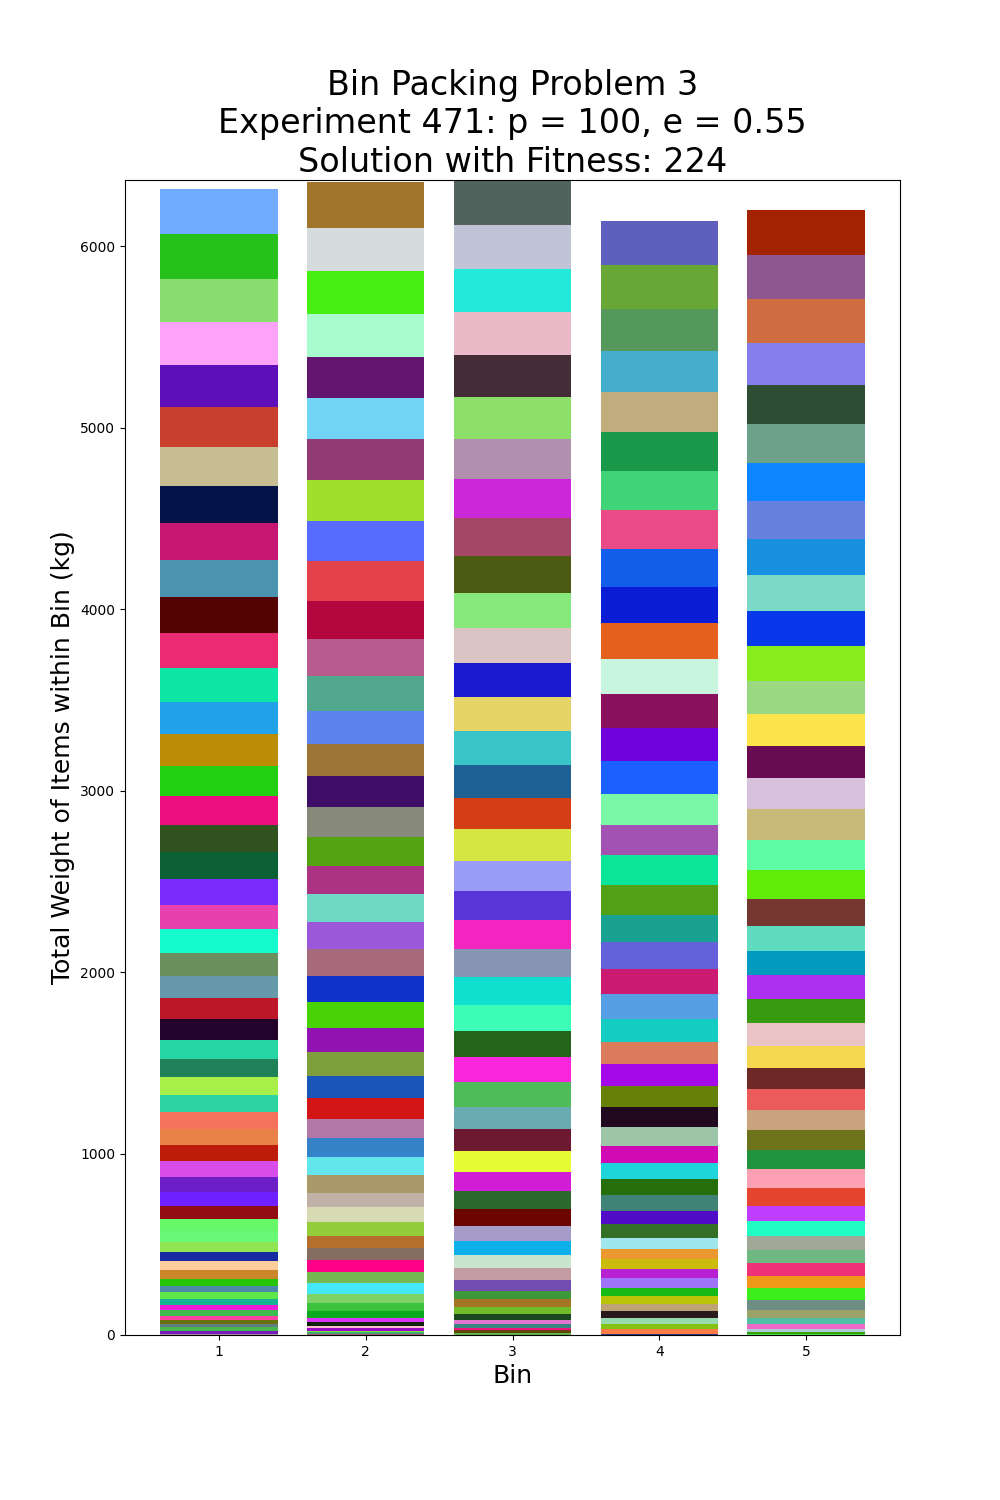 Bin Packing Problem 3
Experiment 471: p = 100, e = 0.55
Solution with Fitness: 224
Total Weight of Items within Bin (kg)
6000
5000
4000
3000
2000
1000
0
1 2 3 4 5
Bin